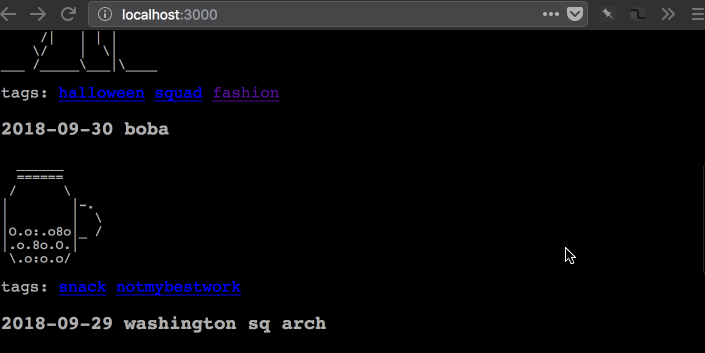 localhost:3000
tags: halloween squad fashion
2018-09-30 boba
______
======
/      \
|        |-.
|        |  \
|O.o:.o8o|_ /
|.o.8o.O.|
\.o:o.o/
tags: snack notmybestwork
2018-09-29 washington sq arch